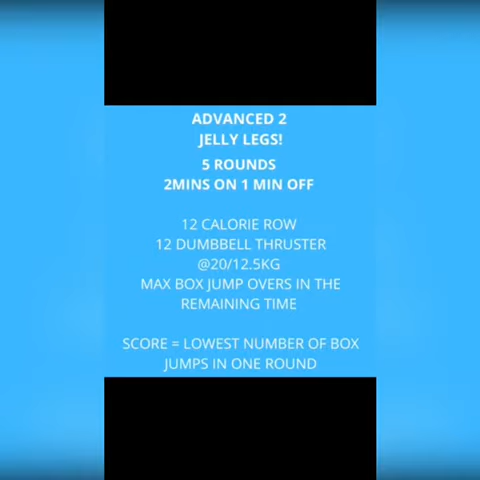 ADVANCED 2
JELLY LEGS!
5 ROUNDS
2MINS ON 1 MIN OFF
12 CALORIE ROW
12 DUMBBELL THRUSTER
@20/12.5KG
MAX BOX JUMP OVERS IN THE
REMAINING TIME
SCORE = LOWEST NUMBER OF BOX
JUMPS IN ONE ROUND